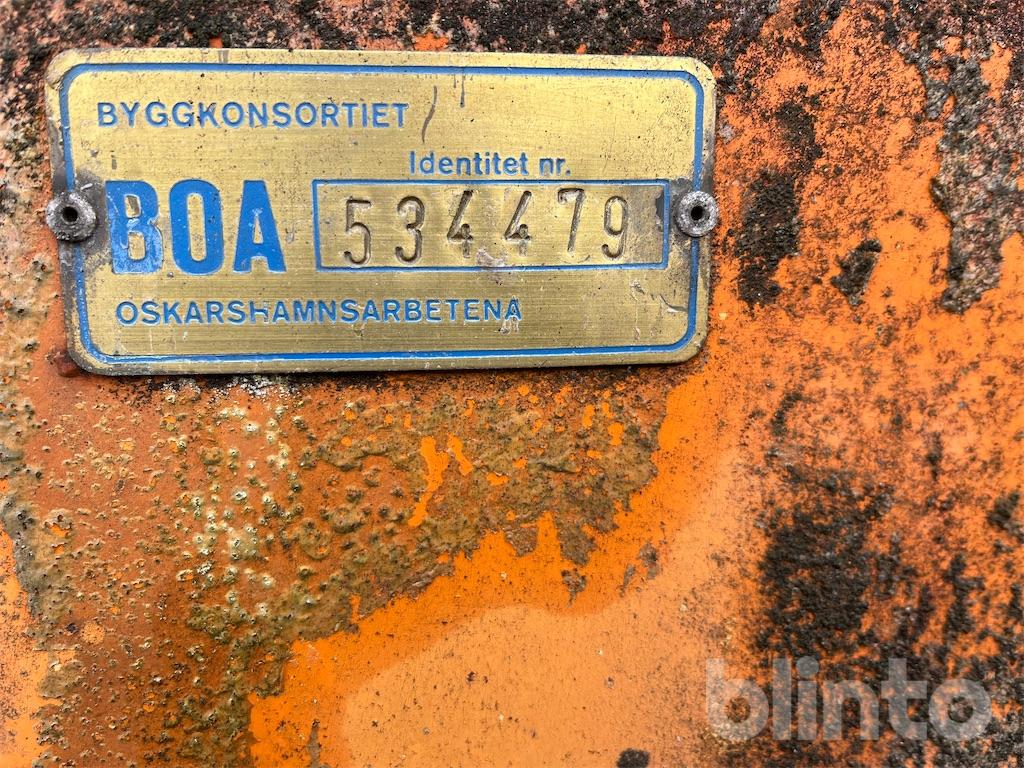 BYGGKONSORTIET
Identitet nr.
BOA 534479
OSKARSHAMNSARBETENA
blinto